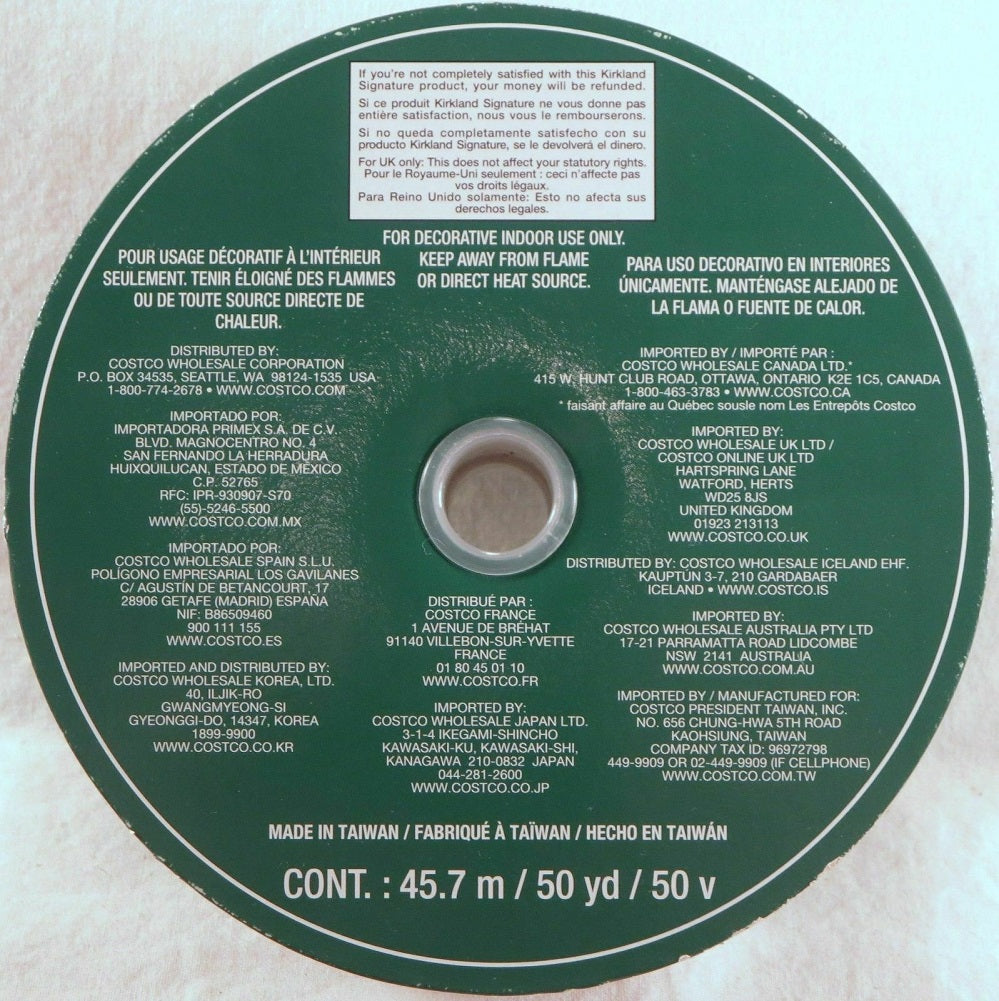 If you're not completely satisfied with this Kirkland
Signature product, your money will be refunded.
Si ce produit Kirkland Signature ne vous donne pas
entière satisfaction, nous vous le rembourserons.
Si no queda completamente satisfecho con su
producto Kirkland Signature, se le devolverá el dinero.
For UK only: This does not affect your statutory rights.
Pour le Royaume-Uni seulement : ceci n'affecte pas
vos droits légaux.
Para Reino Unido solamente: Esto no afecta sus
derechos legales.
POUR USAGE DÉCORATIF À L'INTÉRIEUR
SEULEMENT. TENIR ÉLOIGNÉ DES FLAMMES
OU DE TOUTE SOURCE DIRECTE DE
CHALEUR.
FOR DECORATIVE INDOOR USE ONLY.
KEEP AWAY FROM FLAME
OR DIRECT HEAT SOURCE.
PARA USO DECORATIVO EN INTERIORES
ÚNICAMENTE. MANTÉNGASE ALEJADO DE
LA FLAMA O FUENTE DE CALOR.
DISTRIBUTED BY:
COSTCO WHOLESALE CORPORATION
P.O. BOX 34535, SEATTLE, WA 98124-1535 USA
1-800-774-2678 • WWW.COSTCO.COM
IMPORTADO POR:
IMPORTADORA PRIMEX S.A. DE C.V.
BLVD. MAGNOCENTRO NO. 4
SAN FERNANDO LA HERRADURA
HUIXQUILUCAN, ESTADO DE MÉXICO
C.P. 52765
RFC: IPR-930907-S70
(55)-5246-5500
WWW.COSTCO.COM.MX
IMPORTADO POR:
COSTCO WHOLESALE SPAIN S.L.U.
POLÍGONO EMPRESARIAL LOS GAVILANES
C/ AGUSTÍN DE BETANCOURT, 17
28906 GETAFE (MADRID) ESPAÑA
NIF: B86509460
900 111 155
WWW.COSTCO.ES
IMPORTED AND DISTRIBUTED BY:
COSTCO WHOLESALE KOREA, LTD.
40, ILJIK-RO
GWANGMYEONG-SI
GYEONGGI-DO, 14347, KOREA
1899-9900
WWW.COSTCO.CO.KR
DISTRIBUÉ PAR :
COSTCO FRANCE
1 AVENUE DE BRÉHAT
91140 VILLEBON-SUR-YVETTE
FRANCE
01 80 45 01 10
WWW.COSTCO.FR
IMPORTED BY:
COSTCO WHOLESALE JAPAN LTD.
3-1-4 IKEGAMI-SHINCHO
KAWASAKI-KU, KAWASAKI-SHI,
KANAGAWA 210-0832 JAPAN
044-281-2600
WWW.COSTCO.CO.JP
IMPORTED BY / IMPORTÉ PAR :
COSTCO WHOLESALE CANADA LTD.*
415 W. HUNT CLUB ROAD, OTTAWA, ONTARIO K2E 1C5, CANADA
1-800-463-3783 • WWW.COSTCO.CA
* faisant affaire au Québec sousle nom Les Entrepôts Costco
IMPORTED BY:
COSTCO WHOLESALE UK LTD /
COSTCO ONLINE UK LTD
HARTSPRING LANE
WATFORD, HERTS
WD25 8JS
UNITED KINGDOM
01923 213113
WWW.COSTCO.CO.UK
DISTRIBUTED BY: COSTCO WHOLESALE ICELAND EHF.
KAUPTÚN 3-7, 210 GARDABAER
ICELAND • WWW.COSTCO.IS
IMPORTED BY:
COSTCO WHOLESALE AUSTRALIA PTY LTD
17-21 PARRAMATTA ROAD LIDCOMBE
NSW 2141 AUSTRALIA
WWW.COSTCO.COM.AU
IMPORTED BY / MANUFACTURED FOR:
COSTCO PRESIDENT TAIWAN, INC.
NO. 656 CHUNG-HWA 5TH ROAD
KAOHSIUNG, TAIWAN
COMPANY TAX ID: 96972798
449-9909 OR 02-449-9909 (IF CELLPHONE)
WWW.COSTCO.COM.TW
MADE IN TAIWAN / FABRIQUÉ À TAÏWAN / HECHO EN TAIWÁN
CONT. : 45.7 m / 50 yd / 50 v